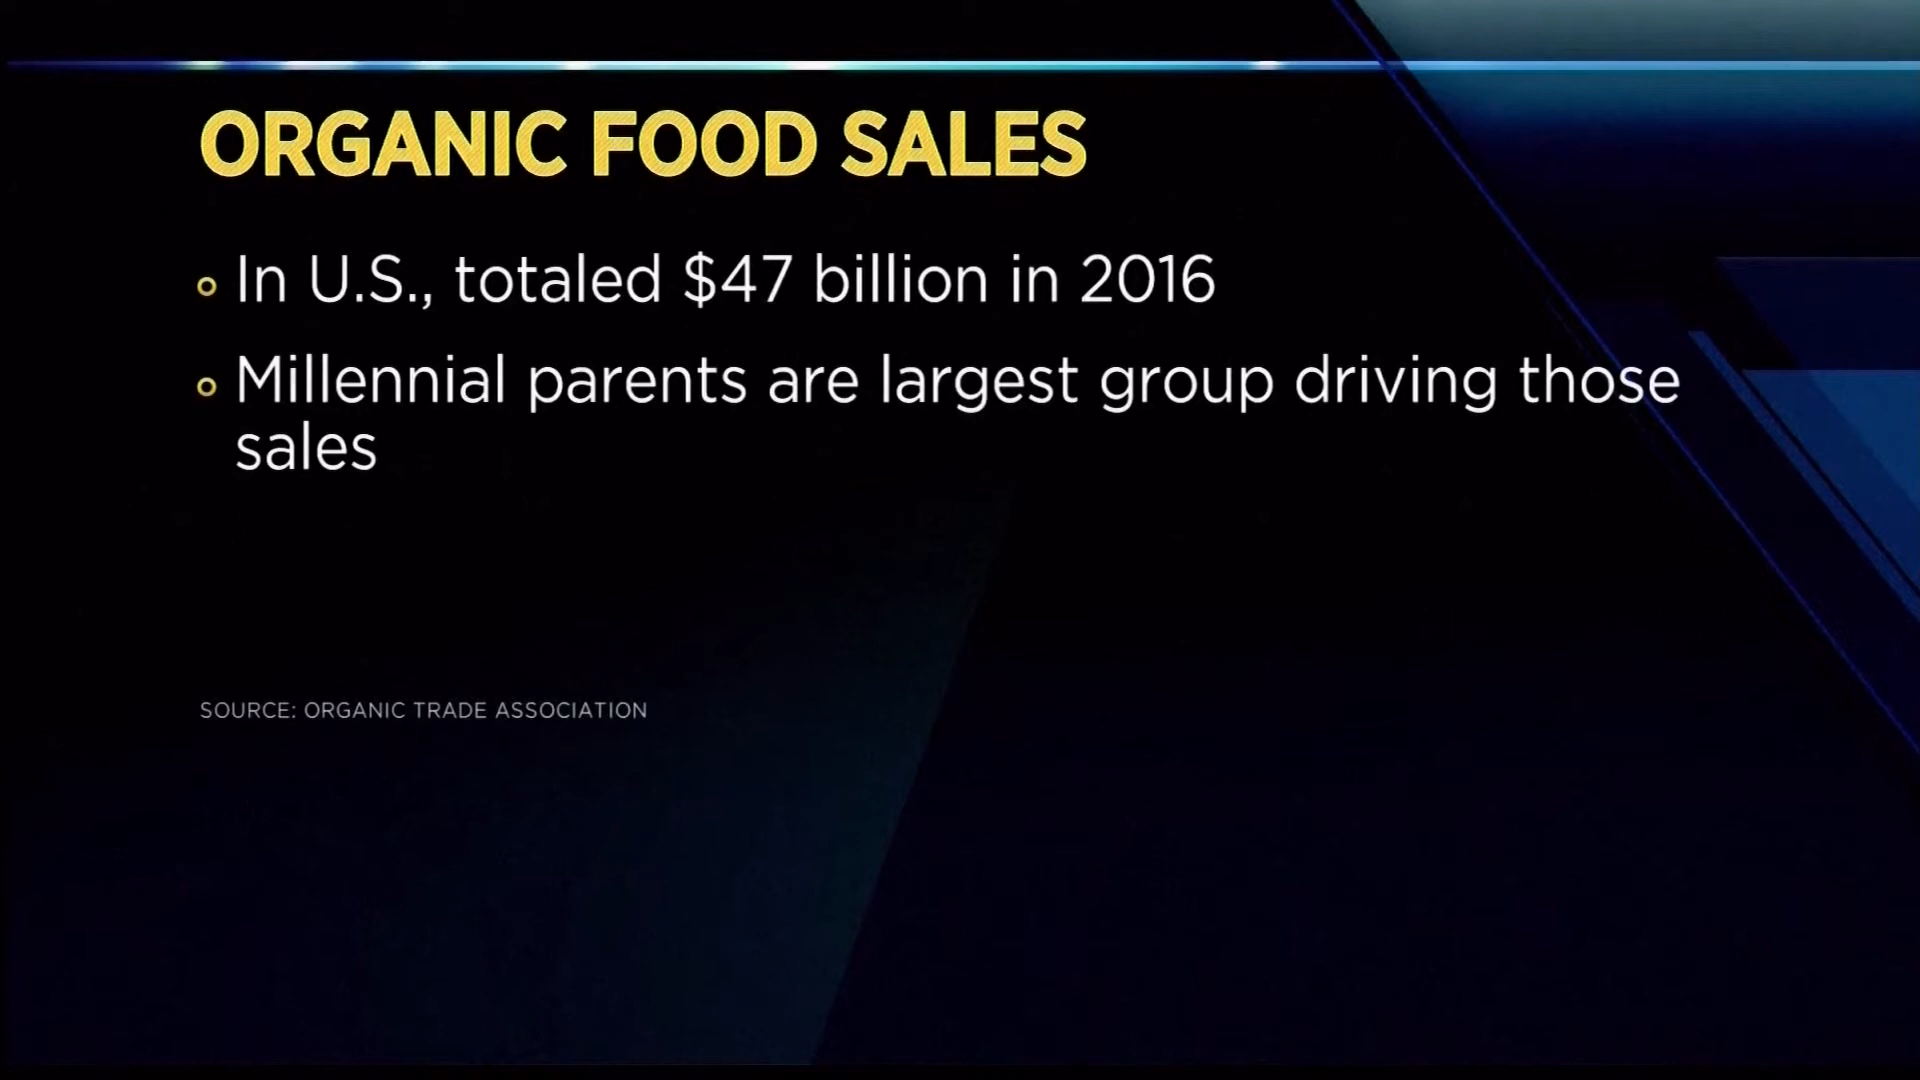 ORGANIC FOOD SALES
In U.S., totaled $47 billion in 2016
Millennial parents are largest group driving those
sales
SOURCE: ORGANIC TRADE ASSOCIATION